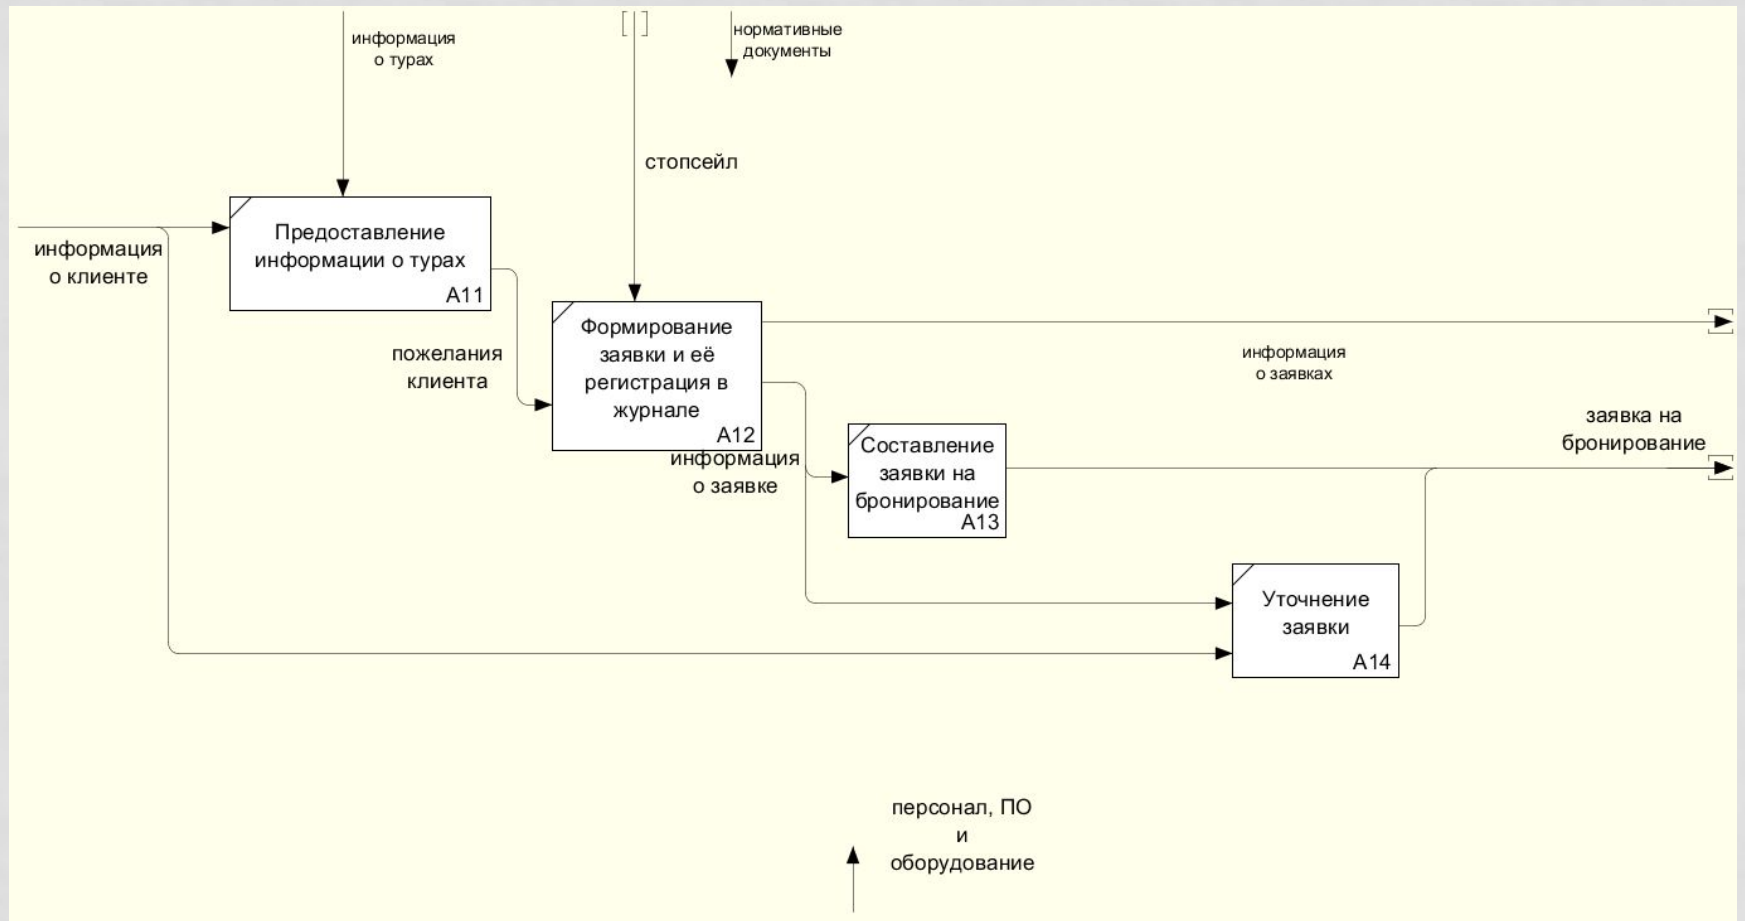 информация
о турах
[ ]
нормативные
документы
стопсейл
информация
о клиенте
Предоставление
информации о турах
A11
пожелания
клиента
Формирование
заявки и её
регистрация в
журнале
A12
информация
о заявках
информация
о заявке
Составление
заявки на
бронирование
A13
заявка на
бронирование
Уточнение
заявки
A14
персонал, ПО
и
оборудование